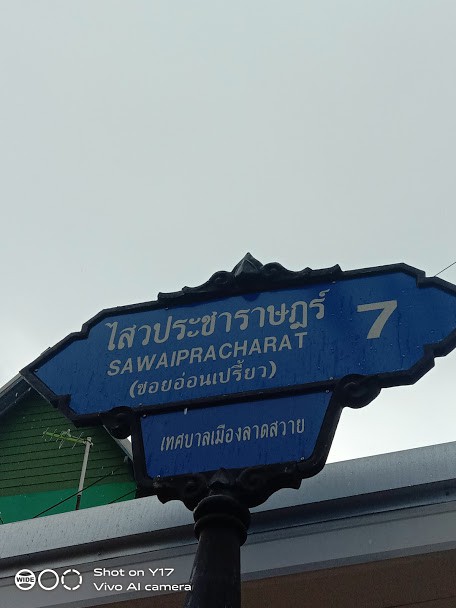 ไสวประชาราษฎร์ 7
SAWAIPRACHARAT
(ซอยอ่อนเปรี้ยว)
เทศบาลเมืองลาดสวาย
WIDE Shot on Y17
Vivo AI camera